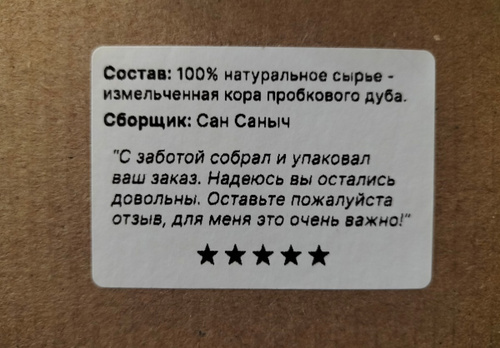 Состав: 100% натуральное сырье -
измельченная кора пробкового дуба.
Сборщик: Сан Саныч
"С заботой собрал и упаковал
ваш заказ. Надеюсь вы остались
довольны. Оставьте пожалуйста
отзыв, для меня это очень важно!"
★★★★★